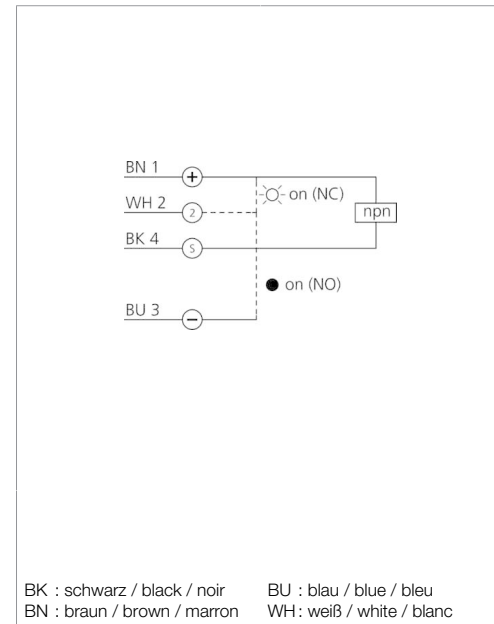 BN 1
+
on (NC)
WH 2
2
npn
BK 4
S
on (NO)
BU 3
−
BK : schwarz / black / noir
BU : blau / blue / bleu
BN : braun / brown / marron
WH : weiß / white / blanc